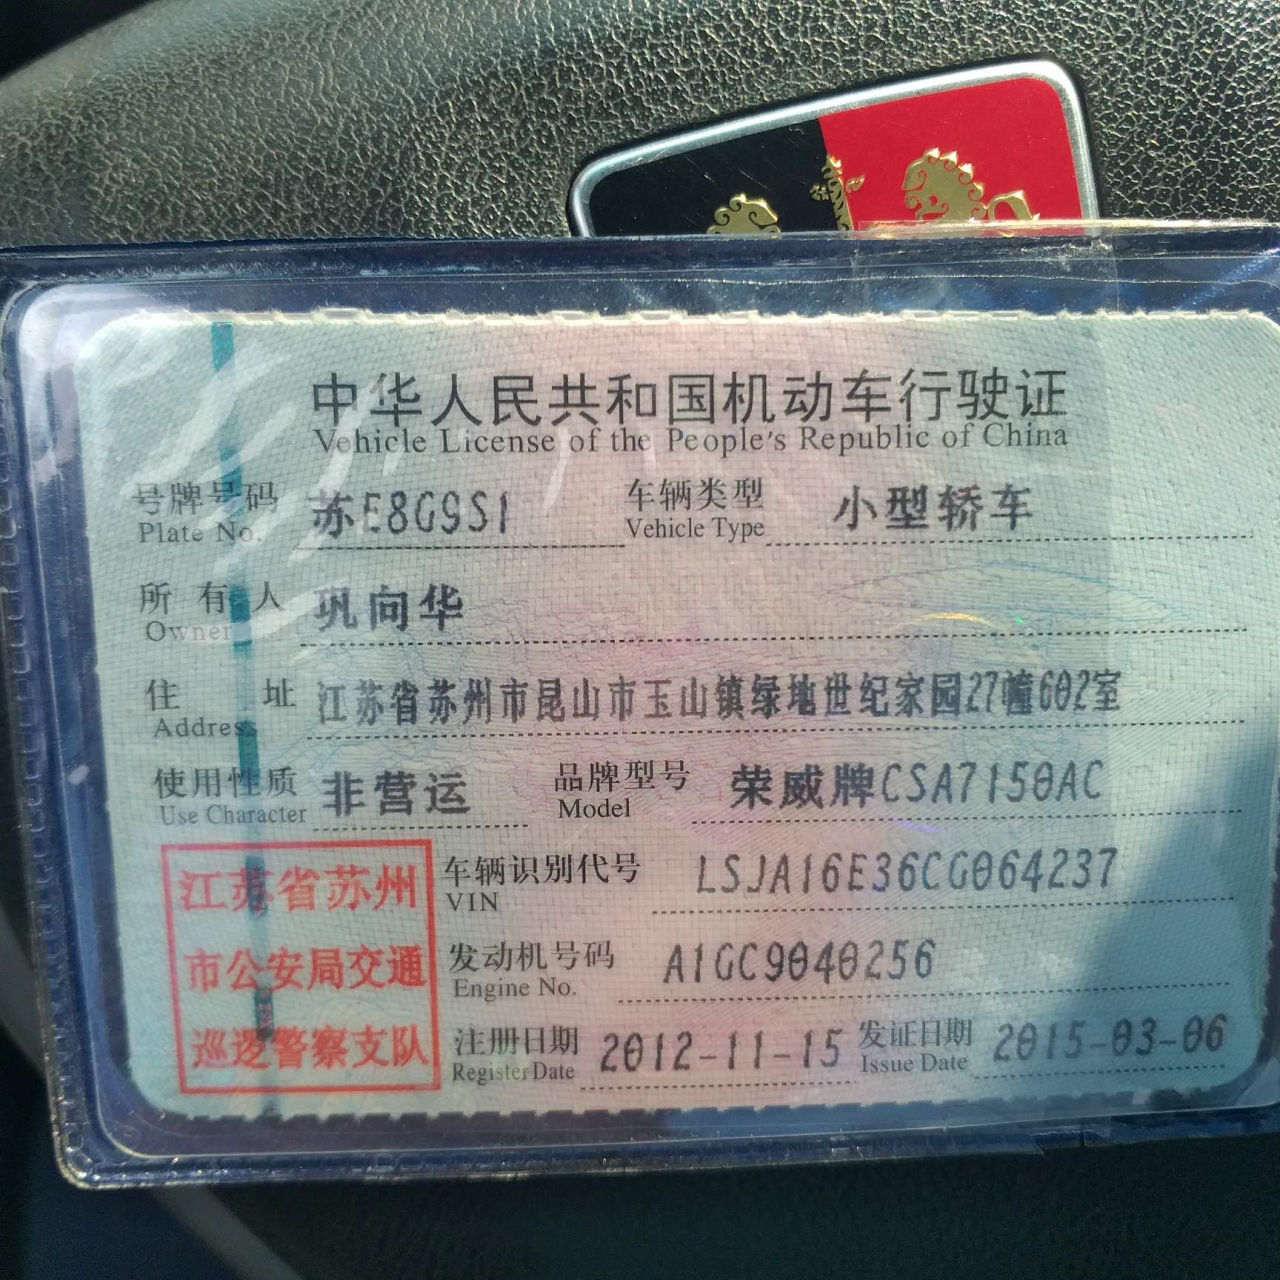 中华人民共和国机动车行驶证
Vehicle License of the People's Republic of China
号牌号码 苏E8G9S1 车辆类型 小型轿车
Plate No. Vehicle Type
所有人 巩向华
Owner
住址 江苏省苏州市昆山市玉山镇绿地世纪家园27幢602室
Address
使用性质 非营运 品牌型号 荣威牌CSA7150AC
Use Character Model
江苏省苏州
市公安局交通
巡逻警察支队
车辆识别代号 LSJA16E36CG064237
VIN
发动机号码 A1GC9040256
Engine No.
注册日期 2012-11-15 发证日期 2015-03-06
Register Date Issue Date